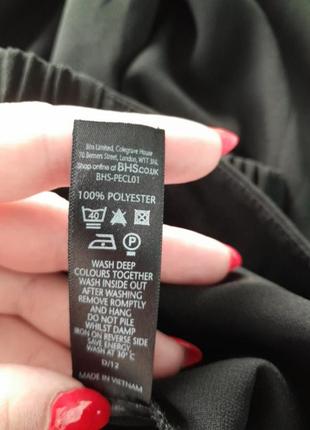 Bhs Limited, Colegrave House
70 Berners Street, London, W1T 3NL
Shop online at BHS.CO.UK
BHS-PECL01
100% POLYESTER
40 P
WASH DEEP
COLOURS TOGETHER
WASH INSIDE OUT
AFTER WASHING
REMOVE ROMPTLY
AND HANG
DO NOT PILE
WHILST DAMP
IRON ON REVERSE SIDE
SAVE ENERGY,
WASH AT 30°C
D/12
MADE IN VIETNAM